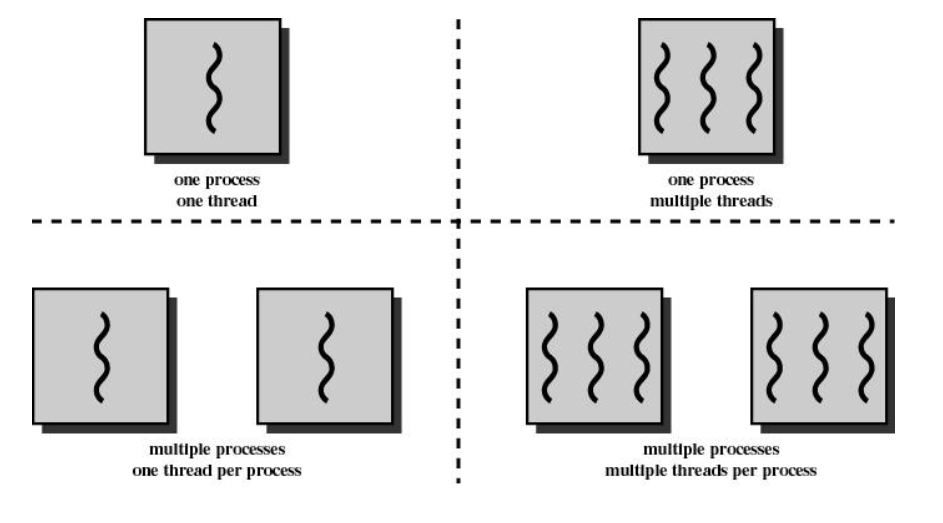 one process
one thread
one process
multiple threads
multiple processes
one thread per process
multiple processes
multiple threads per process